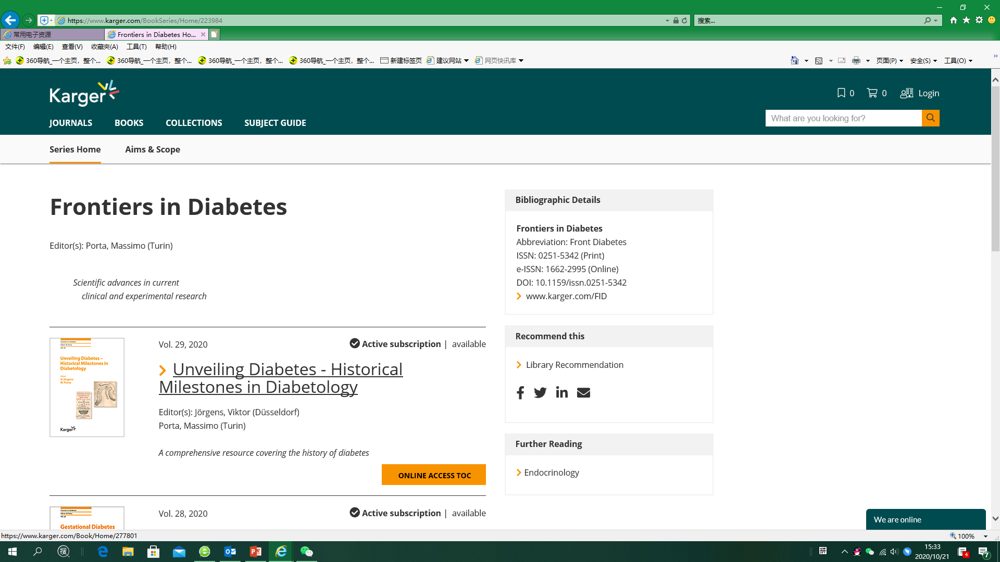 https://www.karger.com/BookSeries/Home/223984
搜索...
常用电子资源
Frontiers in Diabetes Ho...
文件(F) 编辑(E) 查看(V) 收藏夹(A) 工具(T) 帮助(H)
360导航_一个主页，整个... 360导航_一个主页，整个... 360导航_一个主页，整个... 360导航_一个主页，整个... 新建标签页 建议网站 网页快讯库 页面(P) 安全(S) 工具(O)
Karger
0 0 Login
JOURNALS BOOKS COLLECTIONS SUBJECT GUIDE
What are you looking for?
Series Home Aims & Scope
Frontiers in Diabetes
Editor(s): Porta, Massimo (Turin)
Scientific advances in current
clinical and experimental research
Vol. 29, 2020
Active subscription | available
Unveiling Diabetes –
Historical Milestones in
Diabetology
Editors
V. Jörgens
M. Porta
Karger
Unveiling Diabetes - Historical
Milestones in Diabetology
Editor(s): Jörgens, Viktor (Düsseldorf)
Porta, Massimo (Turin)
A comprehensive resource covering the history of diabetes
ONLINE ACCESS TOC
Vol. 28, 2020
Active subscription | available
Gestational Diabetes
Bibliographic Details
Frontiers in Diabetes
Abbreviation: Front Diabetes
ISSN: 0251-5342 (Print)
e-ISSN: 1662-2995 (Online)
DOI: 10.1159/issn.0251-5342
www.karger.com/FID
Recommend this
Library Recommendation
Further Reading
Endocrinology
We are online
https://www.karger.com/Book/Home/277801
100%
搜
拼
15:33
2020/10/21
4
7